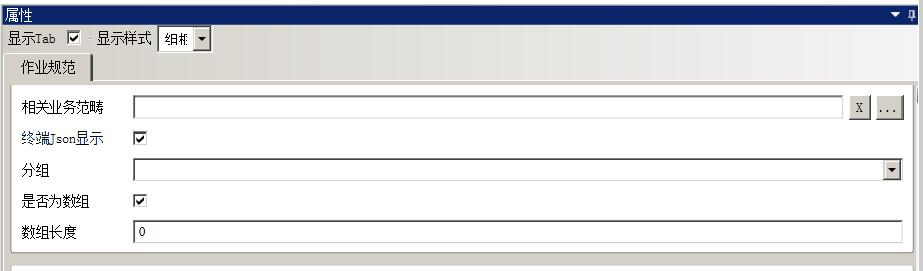 属性
显示Tab 显示样式
作业规范
相关业务范畴 X ...
终端Json显示
分组
是否为数组
数组长度 0